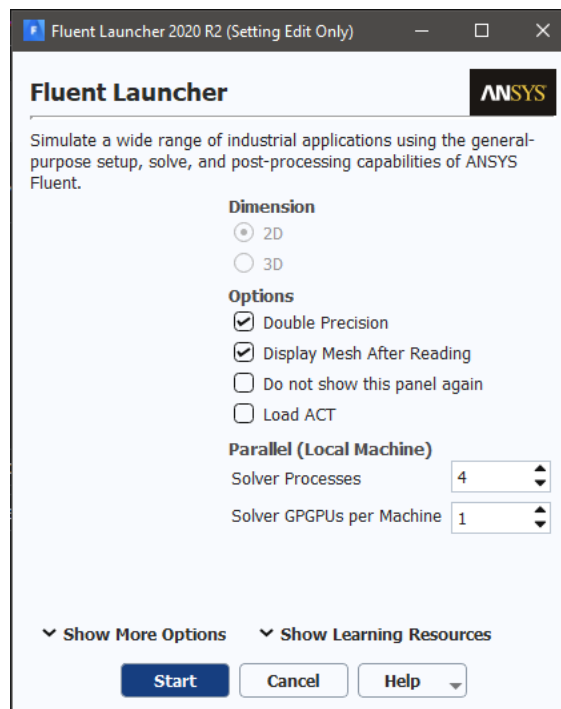 Fluent Launcher 2020 R2 (Setting Edit Only)
Fluent Launcher
ANSYS
Simulate a wide range of industrial applications using the general-
purpose setup, solve, and post-processing capabilities of ANSYS
Fluent.
Dimension
2D
3D
Options
Double Precision
Display Mesh After Reading
Do not show this panel again
Load ACT
Parallel (Local Machine)
Solver Processes 4
Solver GPGPUs per Machine 1
Show More Options Show Learning Resources
Start Cancel Help